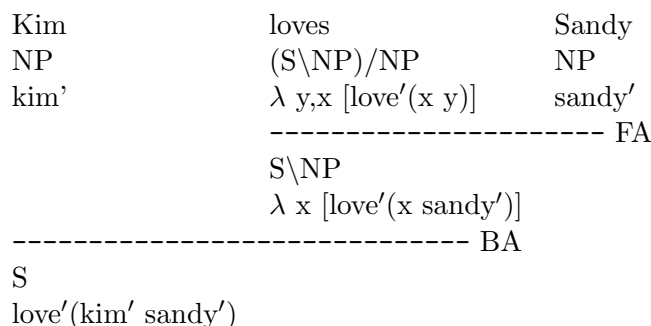 Kim loves Sandy
NP (S\NP)/NP NP
kim’ λ y,x [love′(x y)] sandy′
---------------------- FA
S\NP
λ x [love′(x sandy′)]
------------------------------ BA
S
love′(kim′ sandy′)